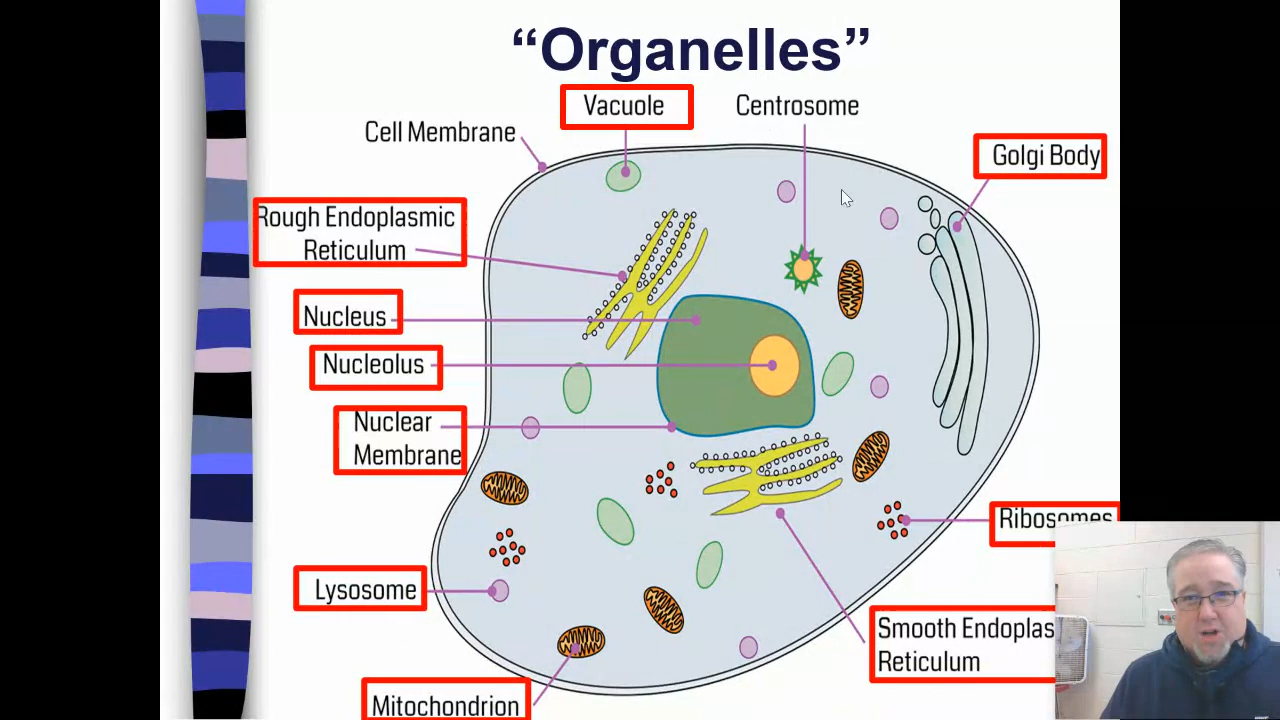 “Organelles”
Vacuole
Centrosome
Cell Membrane
Golgi Body
Rough Endoplasmic
Reticulum
Nucleus
Nucleolus
Nuclear
Membrane
Ribosomes
Lysosome
Smooth Endoplas
Reticulum
Mitochondrion